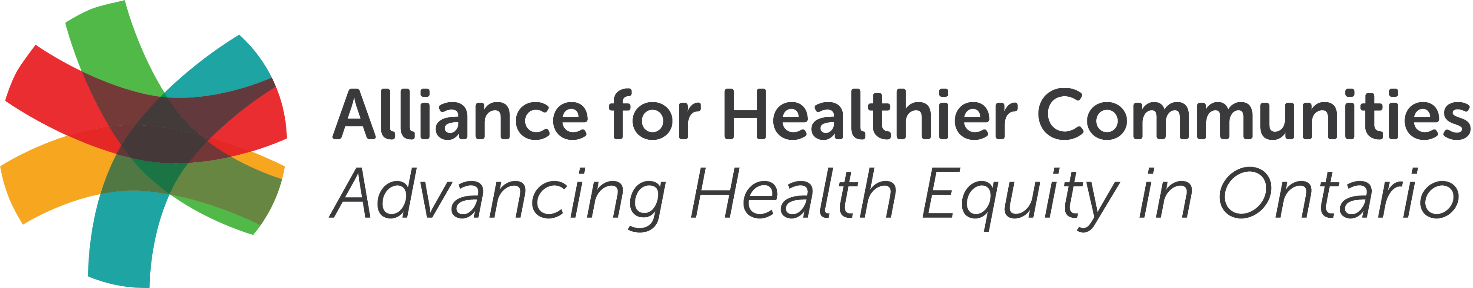 Alliance for Healthier Communities
Advancing Health Equity in Ontario